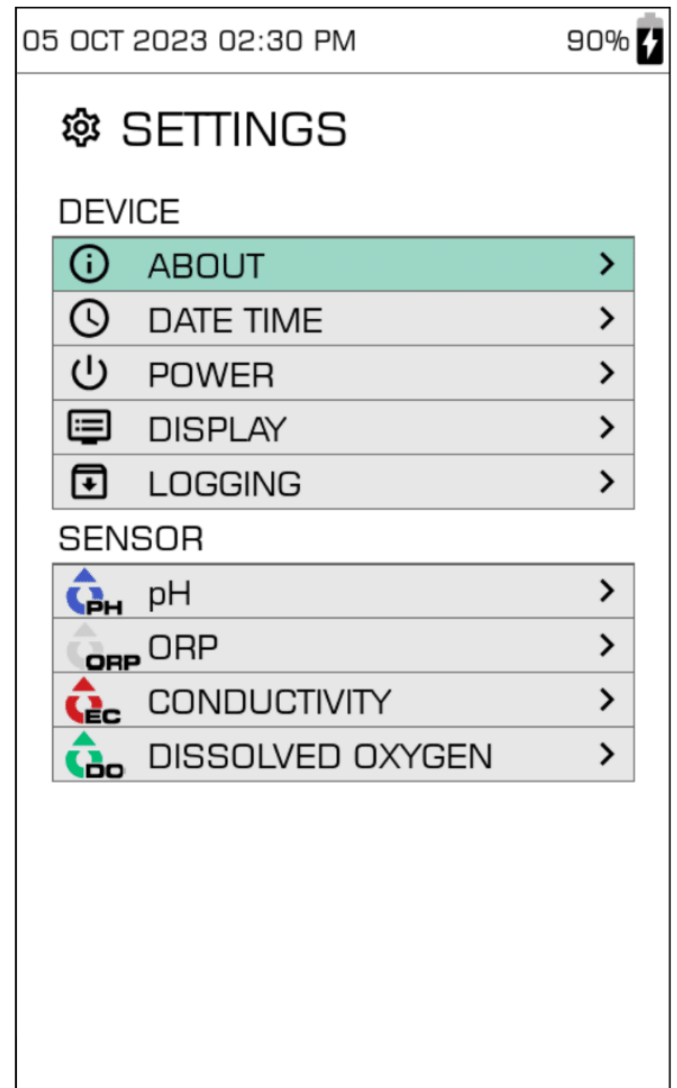 05 OCT 2023 02:30 PM 90%
SETTINGS
DEVICE
ABOUT
DATE TIME
POWER
DISPLAY
LOGGING
SENSOR
PH pH
ORP ORP
EC CONDUCTIVITY
DO DISSOLVED OXYGEN